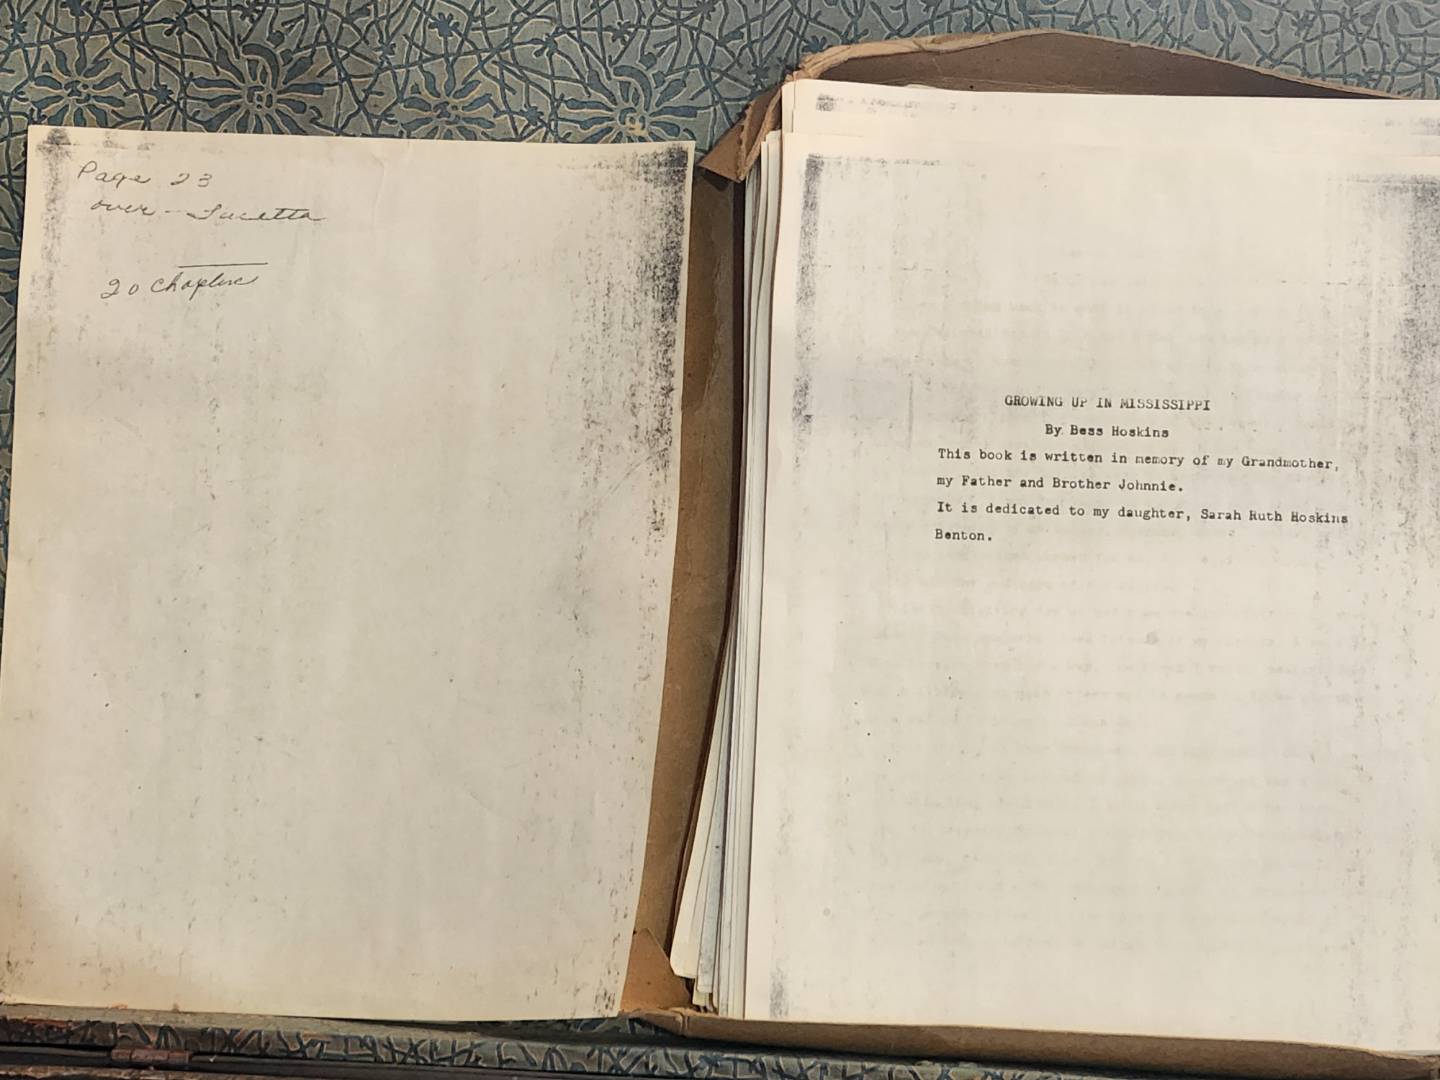 Page 23
over -- Lucetta
20 Chapters
GROWING UP IN MISSISSIPPI
By Bess Hoskins
This book is written in memory of my Grandmother,
my Father and Brother Johnnie.
It is dedicated to my daughter, Sarah Ruth Hoskins
Benton.